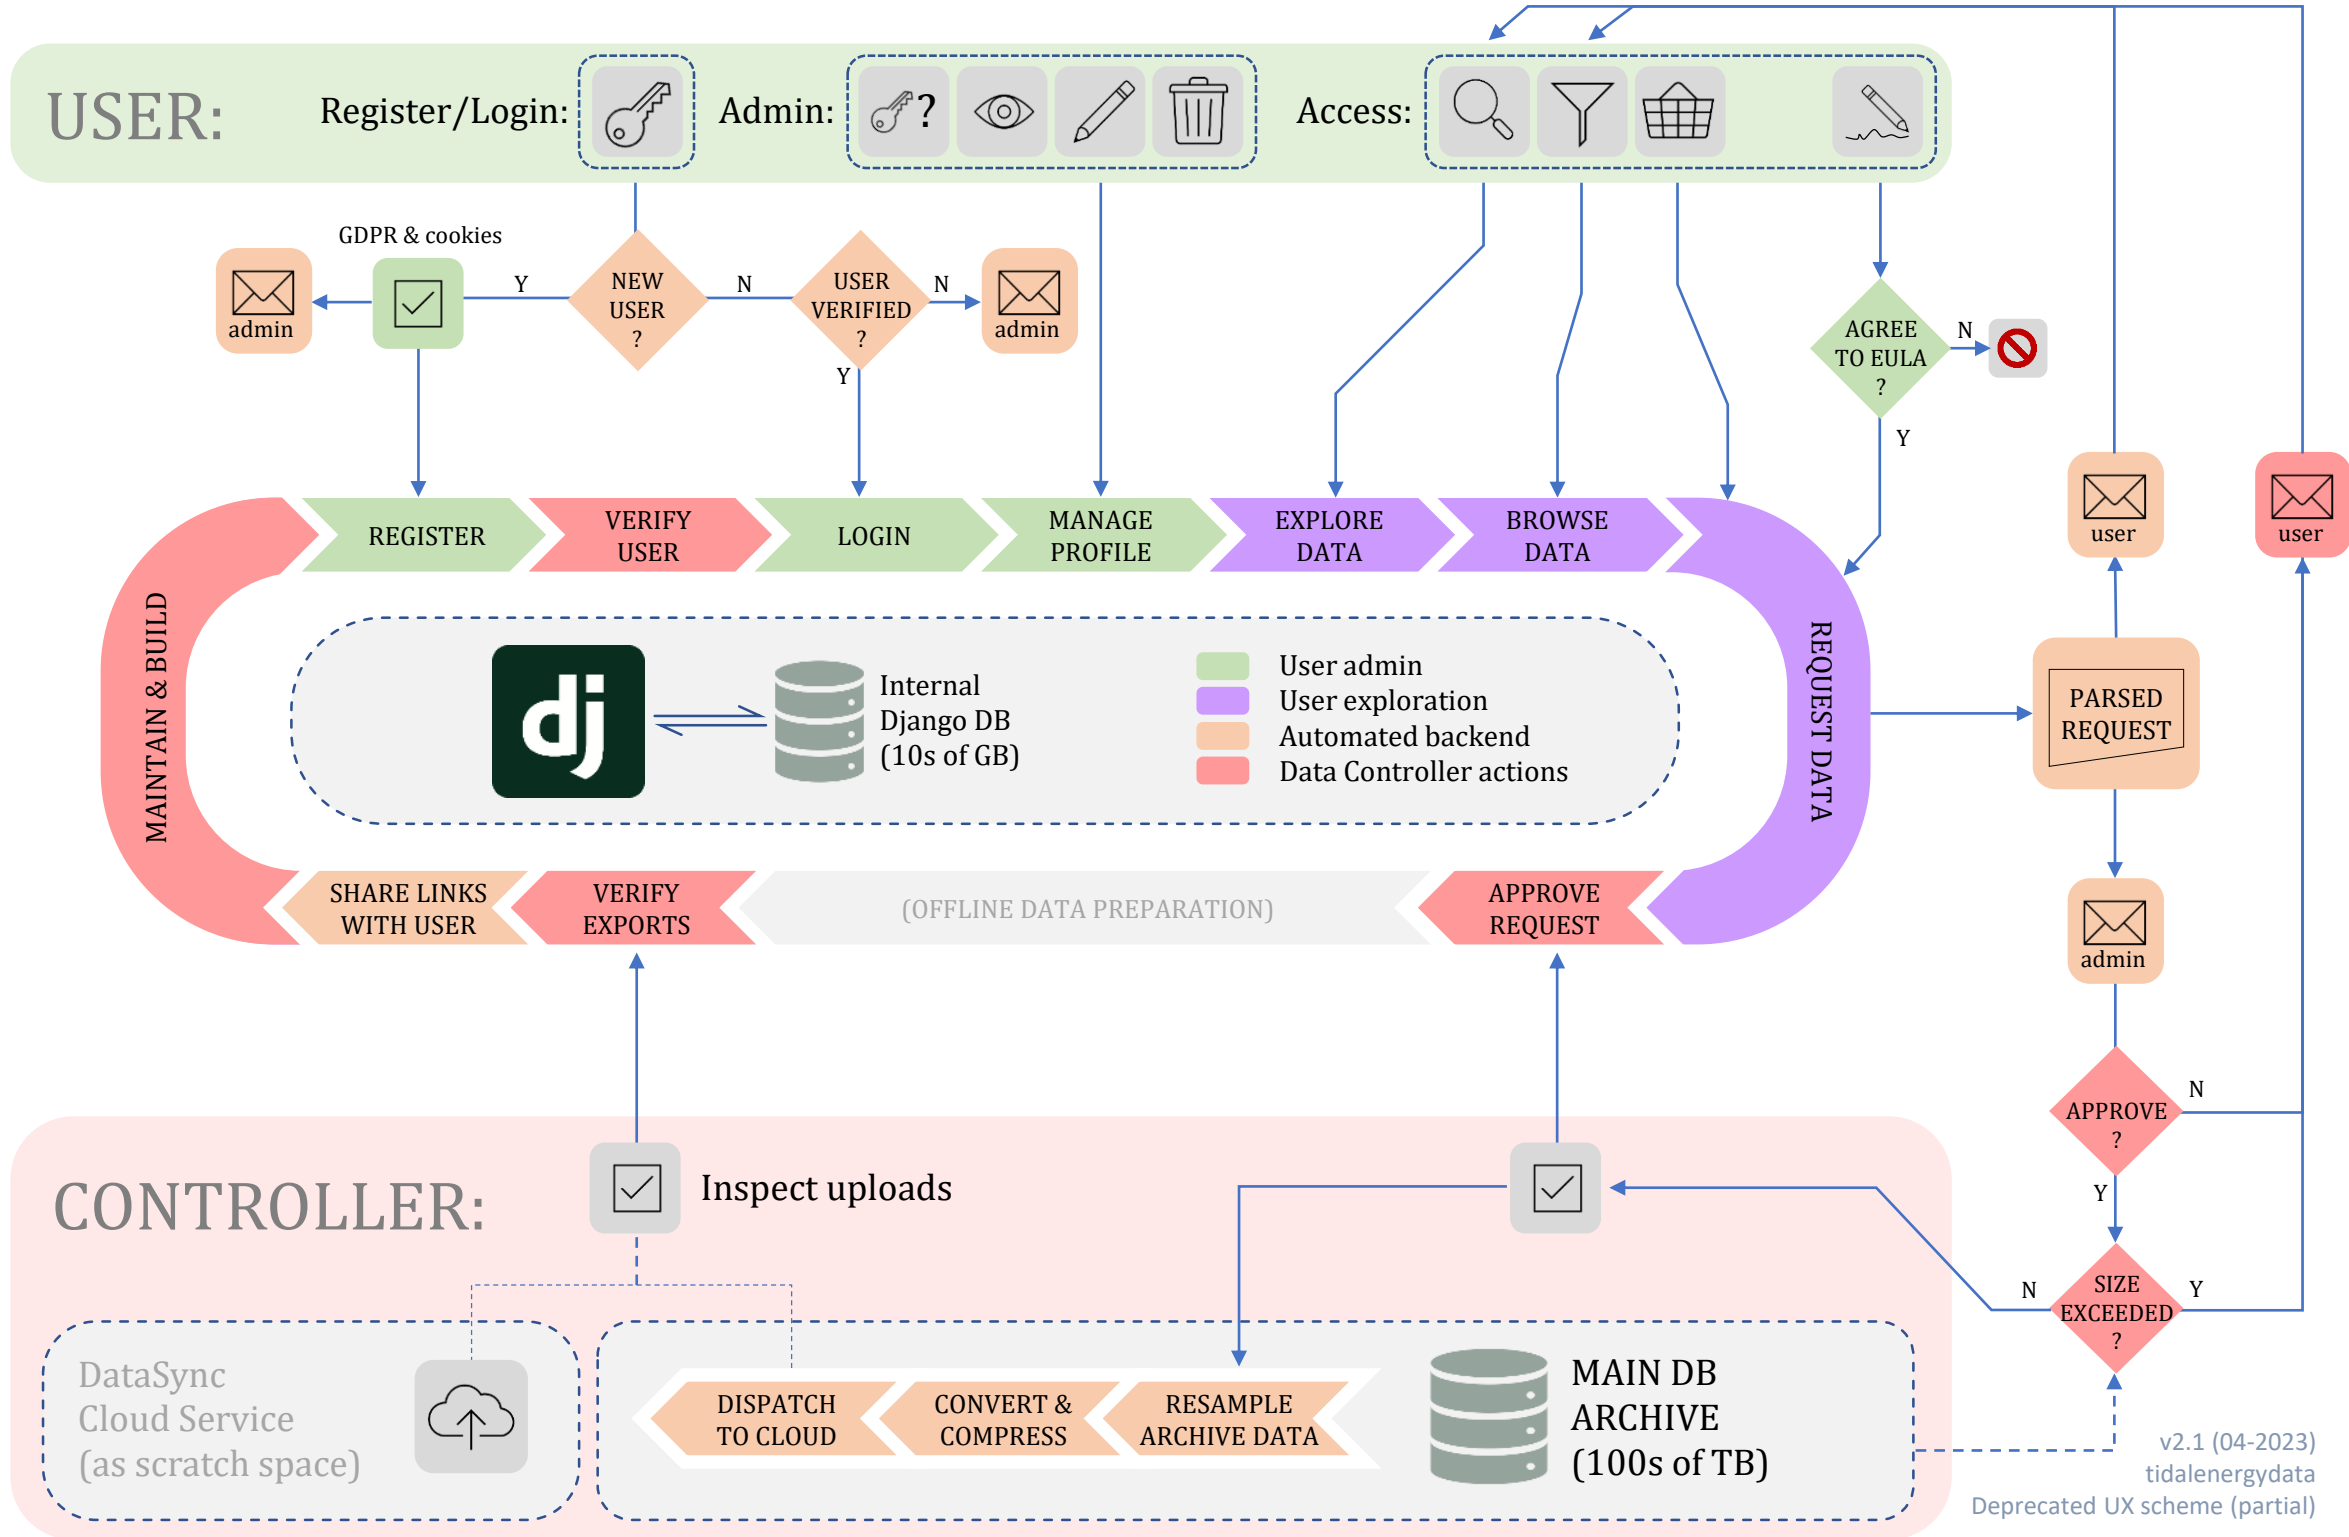 USER:
Register/Login:
Admin:
?
Access:
GDPR & cookies
admin
Y
NEW
USER
?
N
USER
VERIFIED
?
N
admin
Y
AGREE
TO EULA
?
N
Y
user
user
REGISTER
VERIFY
USER
LOGIN
MANAGE
PROFILE
EXPLORE
DATA
BROWSE
DATA
REQUEST DATA
MAINTAIN & BUILD
dj
Internal
Django DB
(10s of GB)
User admin
User exploration
Automated backend
Data Controller actions
PARSED
REQUEST
SHARE LINKS
WITH USER
VERIFY
EXPORTS
(OFFLINE DATA PREPARATION)
APPROVE
REQUEST
admin
APPROVE
?
N
Y
CONTROLLER:
Inspect uploads
N
SIZE
EXCEEDED
?
Y
DataSync
Cloud Service
(as scratch space)
DISPATCH
TO CLOUD
CONVERT &
COMPRESS
RESAMPLE
ARCHIVE DATA
MAIN DB
ARCHIVE
(100s of TB)
v2.1 (04-2023)
tidalenergydata
Deprecated UX scheme (partial)